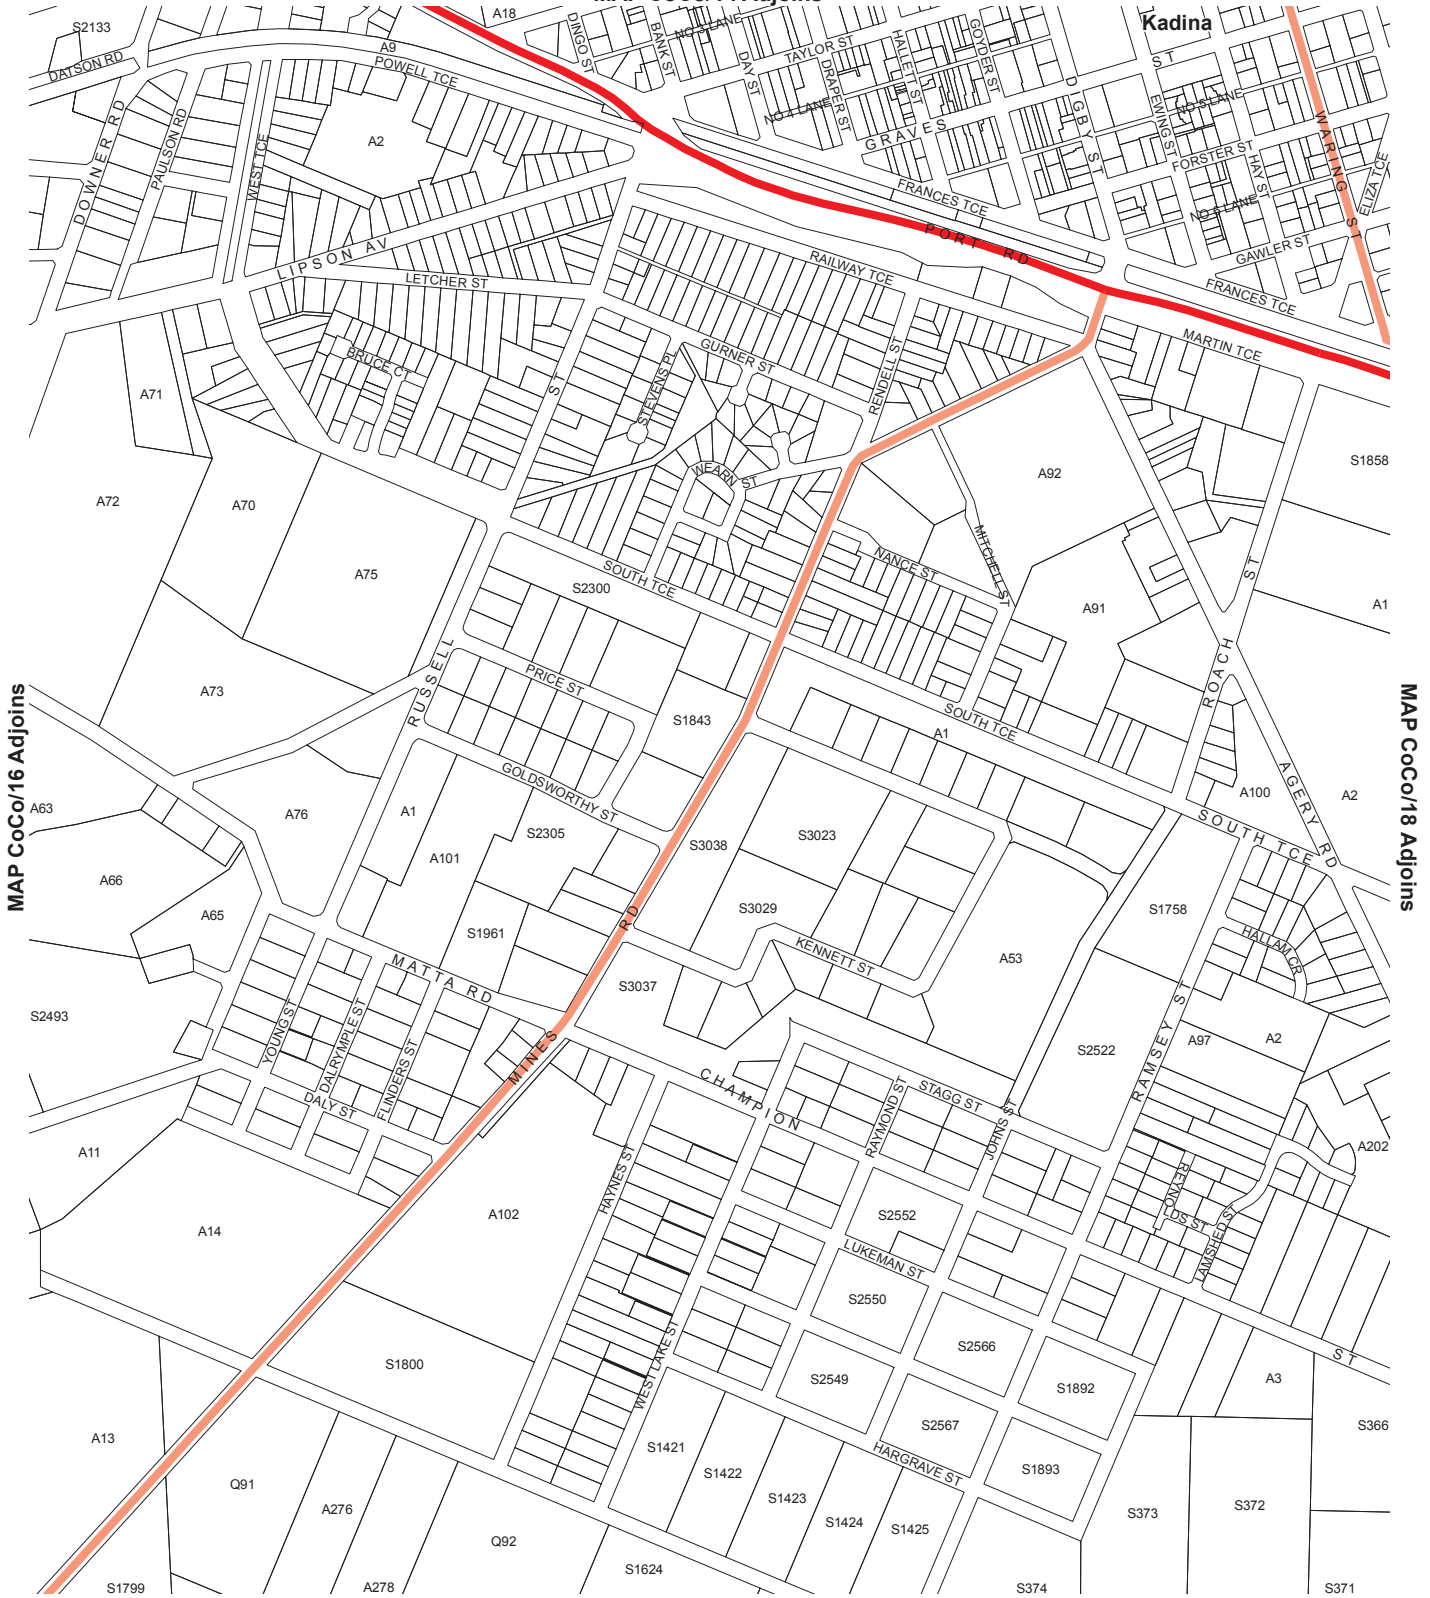 Kadina
S2133
A18
DINGO ST
BANK ST
NO 3 LANE
DAY ST
TAYLOR ST
DRAPER ST
HALLETT ST
GOYDER ST
NO 4 LANE
GRAVES
ST
DIGBY ST
EWING ST
NO 5 LANE
FORSTER ST
HAY ST
NO 6 LANE
GAWLER ST
WARING ST
ELIZA TCE
DATSON RD
A9
POWELL TCE
DOWNER RD
PAULSON RD
WEST TCE
A2
FRANCES TCE
PORT RD
FRANCES TCE
LIPSON AV
LETCHER ST
RAILWAY TCE
MARTIN TCE
BRUCE CT
STEVENS PL
GURNER ST
RENDELL ST
A71
ST
WEARN ST
A92
S1858
A72
A70
A75
S2300
SOUTH TCE
NANCE ST
MITCHELL ST
ST
A91
A1
A73
RUSSELL
PRICE ST
S1843
SOUTH TCE
A1
ROACH
MAP CoCo/16 Adjoins
MAP CoCo/18 Adjoins
A63
A76
A1
GOLDSWORTHY ST
S2305
A101
S3038
S3023
A100
AGERY RD
A2
SOUTH TCE
A66
A65
S1961
RD
S3029
KENNETT ST
S1758
HALLAM CR
S2493
MATTA RD
S3037
A53
S2522
RAMSEY ST
A97
A2
YOUNG ST
DALRYMPLE ST
FLINDERS ST
DALY ST
MINES
CHAMPION
RAYMOND ST
STAGG ST
JOHNS ST
A11
A14
A102
HAYNES ST
S2552
LUKEMAN ST
S2550
REYNO
LDS ST
LAMSHED ST
A202
S1800
WESTLAKE ST
S2549
S2566
S1892
ST
A3
S366
A13
Q91
A276
A278
Q92
S1421
S1422
S1423
S1424
S1425
S2567
HARGRAVE ST
S1893
S373
S372
S1799
S1624
S374
S371